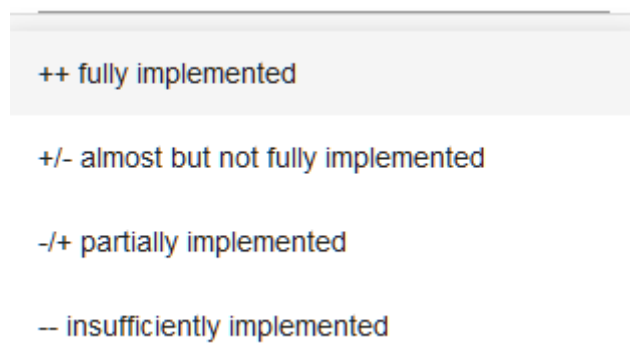 ++ fully implemented
+/- almost but not fully implemented
-/+ partially implemented
-- insufficiently implemented